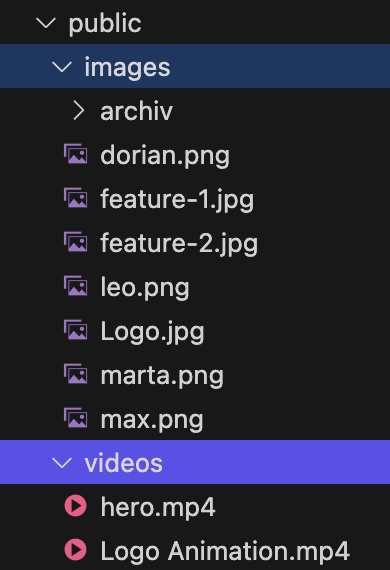 public
images
archiv
dorian.png
feature-1.jpg
feature-2.jpg
leo.png
Logo.jpg
marta.png
max.png
videos
hero.mp4
Logo Animation.mp4